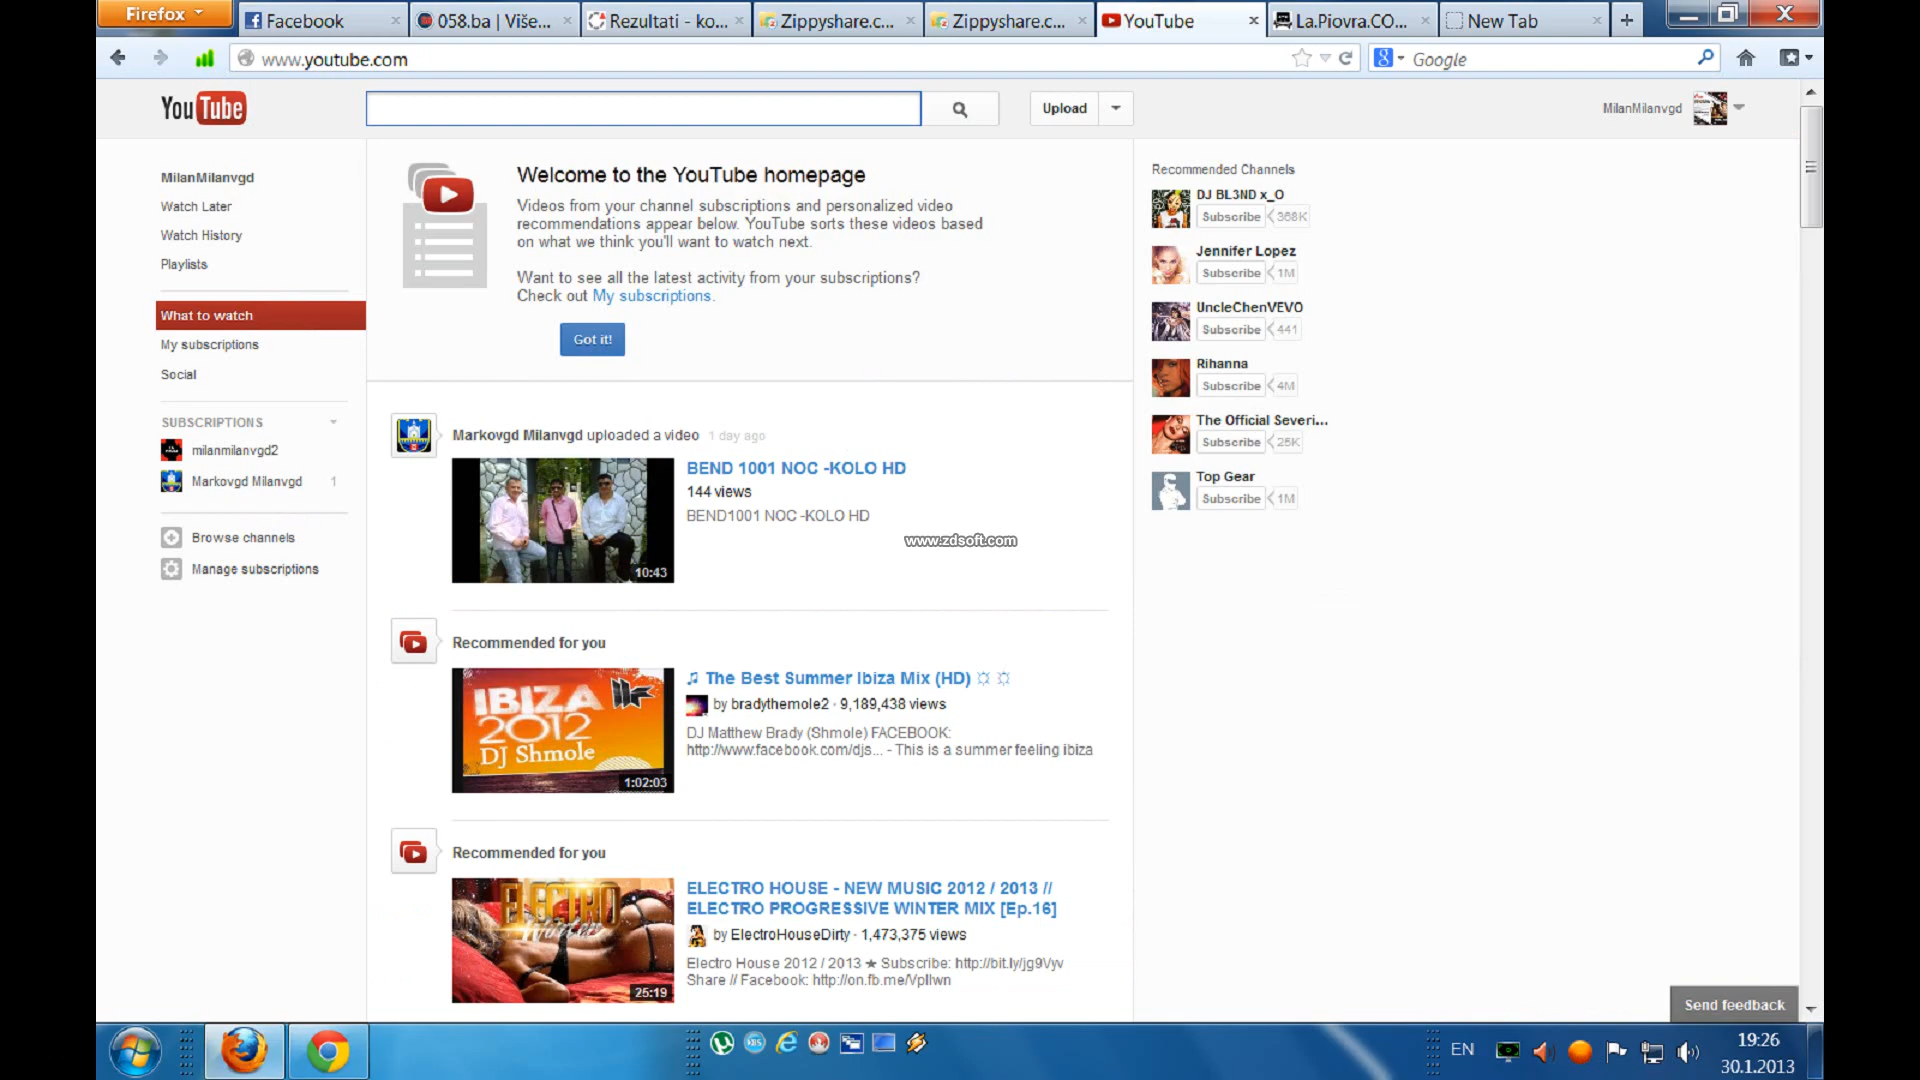 Firefox
Facebook
058.ba | Više...
Rezultati - ko...
Zippyshare.c...
Zippyshare.c...
YouTube
La.Piovra.CO...
New Tab
www.youtube.com
Google
YouTube
Upload
MilanMilanvgd
MilanMilanvgd
Watch Later
Watch History
Playlists
What to watch
My subscriptions
Social
SUBSCRIPTIONS
milanmilanvgd2
Markovgd Milanvgd 1
Browse channels
Manage subscriptions
Welcome to the YouTube homepage
Videos from your channel subscriptions and personalized video
recommendations appear below. YouTube sorts these videos based
on what we think you'll want to watch next.
Want to see all the latest activity from your subscriptions?
Check out My subscriptions.
Got it!
Markovgd Milanvgd uploaded a video 1 day ago
BEND 1001 NOC -KOLO HD
144 views
BEND1001 NOC -KOLO HD
10:43
www.zdsoft.com
Recommended for you
IBIZA
2012
DJ Shmole
1:02:03
♫ The Best Summer Ibiza Mix (HD) ☼ ☼
by bradythemole2 · 9,189,438 views
DJ Matthew Brady (Shmole) FACEBOOK:
http://www.facebook.com/djs... - This is a summer feeling ibiza
Recommended for you
ELECTRO
25:19
ELECTRO HOUSE - NEW MUSIC 2012 / 2013 //
ELECTRO PROGRESSIVE WINTER MIX [Ep.16]
by ElectroHouseDirty · 1,473,375 views
Electro House 2012 / 2013 ★ Subscribe: http://bit.ly/jg9Vyv
Share // Facebook: http://on.fb.me/VplIwn
Recommended Channels
DJ BL3ND x_O
Subscribe 368K
Jennifer Lopez
Subscribe 1M
UncleChenVEVO
Subscribe 441
Rihanna
Subscribe 4M
The Official Severi...
Subscribe 25K
Top Gear
Subscribe 1M
Send feedback
EN
19:26
30.1.2013